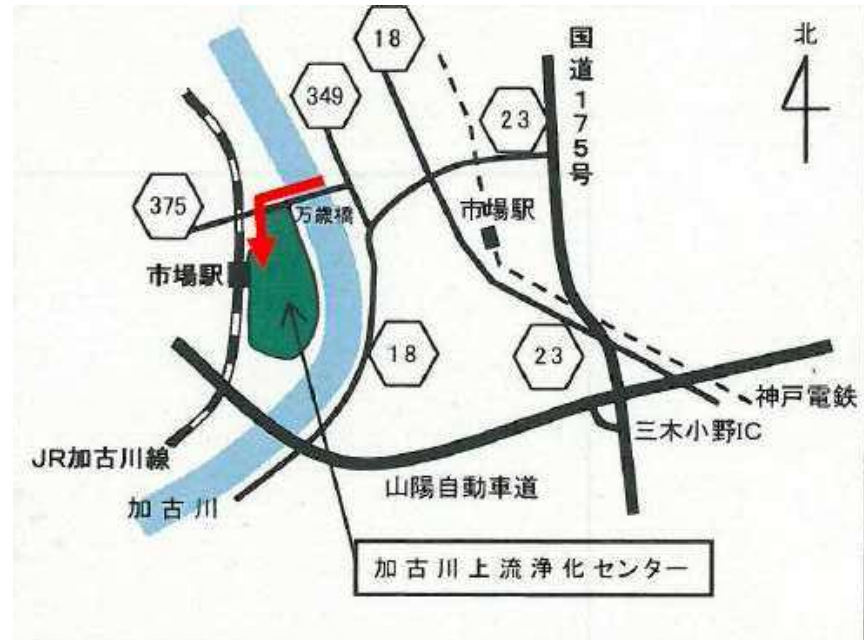 18
国道175号
北
349
23
375
万歳橋
市場駅
市場駅
18
23
神戸電鉄
三木小野IC
JR加古川線
山陽自動車道
加古川
加古川上流浄化センター